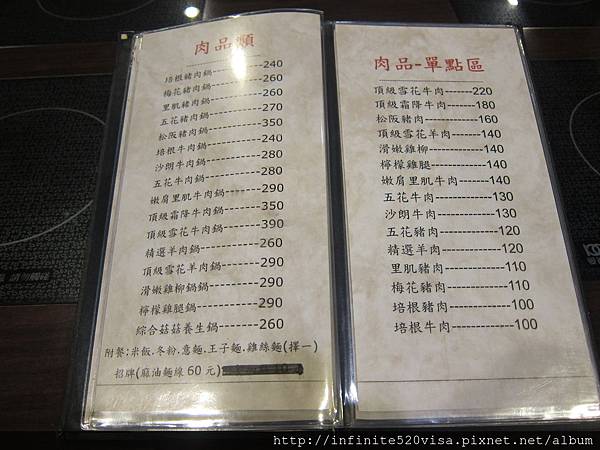 肉品類
培根豬肉鍋----------240
梅花豬肉鍋----------260
里肌豬肉鍋----------260
五花豬肉鍋----------270
松阪豬肉鍋----------350
培根牛肉鍋----------240
沙朗牛肉鍋----------280
五花牛肉鍋----------280
嫩肩里肌牛肉鍋-----290
頂級霜降牛肉鍋-----350
頂級雪花牛肉鍋-----390
精選羊肉鍋----------260
頂級雪花羊肉鍋-----290
滑嫩雞柳鍋鍋-------290
檸檬雞腿鍋----------290
綜合菇菇養生鍋--------260
附餐:米飯.冬粉.意麵.王子麵.雞絲麵(擇一)
招牌(麻油麵線 60 元)
肉品-單點區
頂級雪花牛肉-------220
頂級霜降牛肉-------180
松阪豬肉-------------160
頂級雪花羊肉-------140
滑嫩雞柳-------------140
檸檬雞腿-------------140
嫩肩里肌牛肉-------140
五花牛肉-------------130
沙朗牛肉-------------130
五花豬肉-------------120
精選羊肉-------------120
里肌豬肉-------------110
梅花豬肉-------------110
培根豬肉-------------100
培根牛肉-------------100
http://infinite520visa.pixnet.net/album